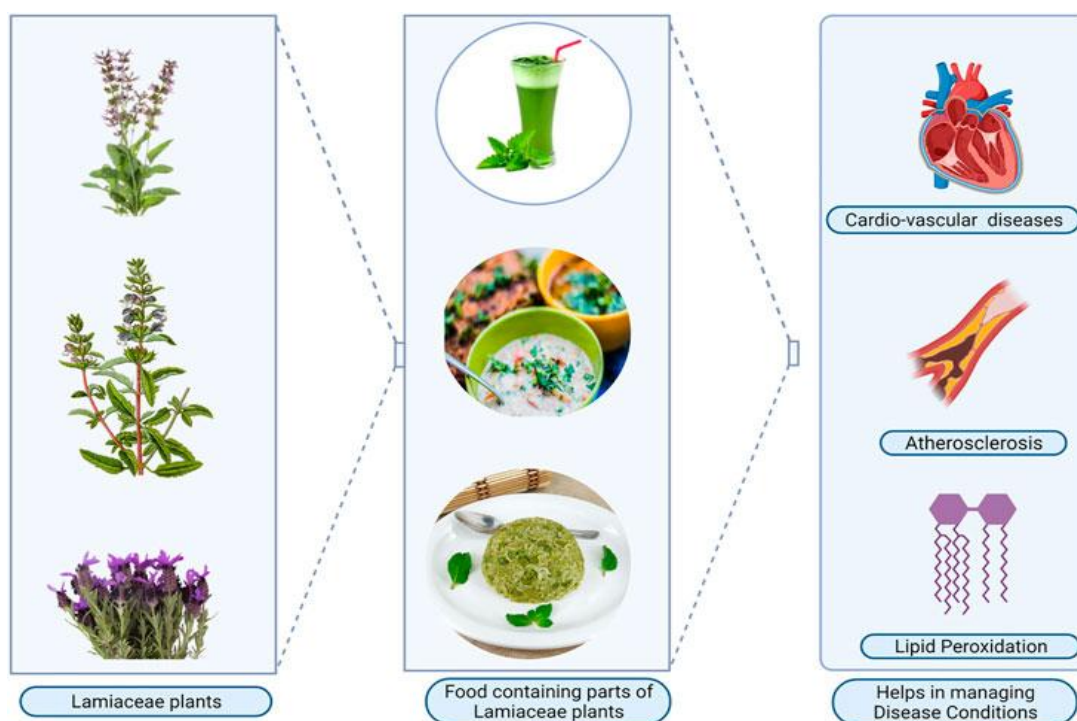 Cardio-vascular diseases
Atherosclerosis
Lipid Peroxidation
Lamiaceae plants
Food containing parts of
Lamiaceae plants
Helps in managing
Disease Conditions